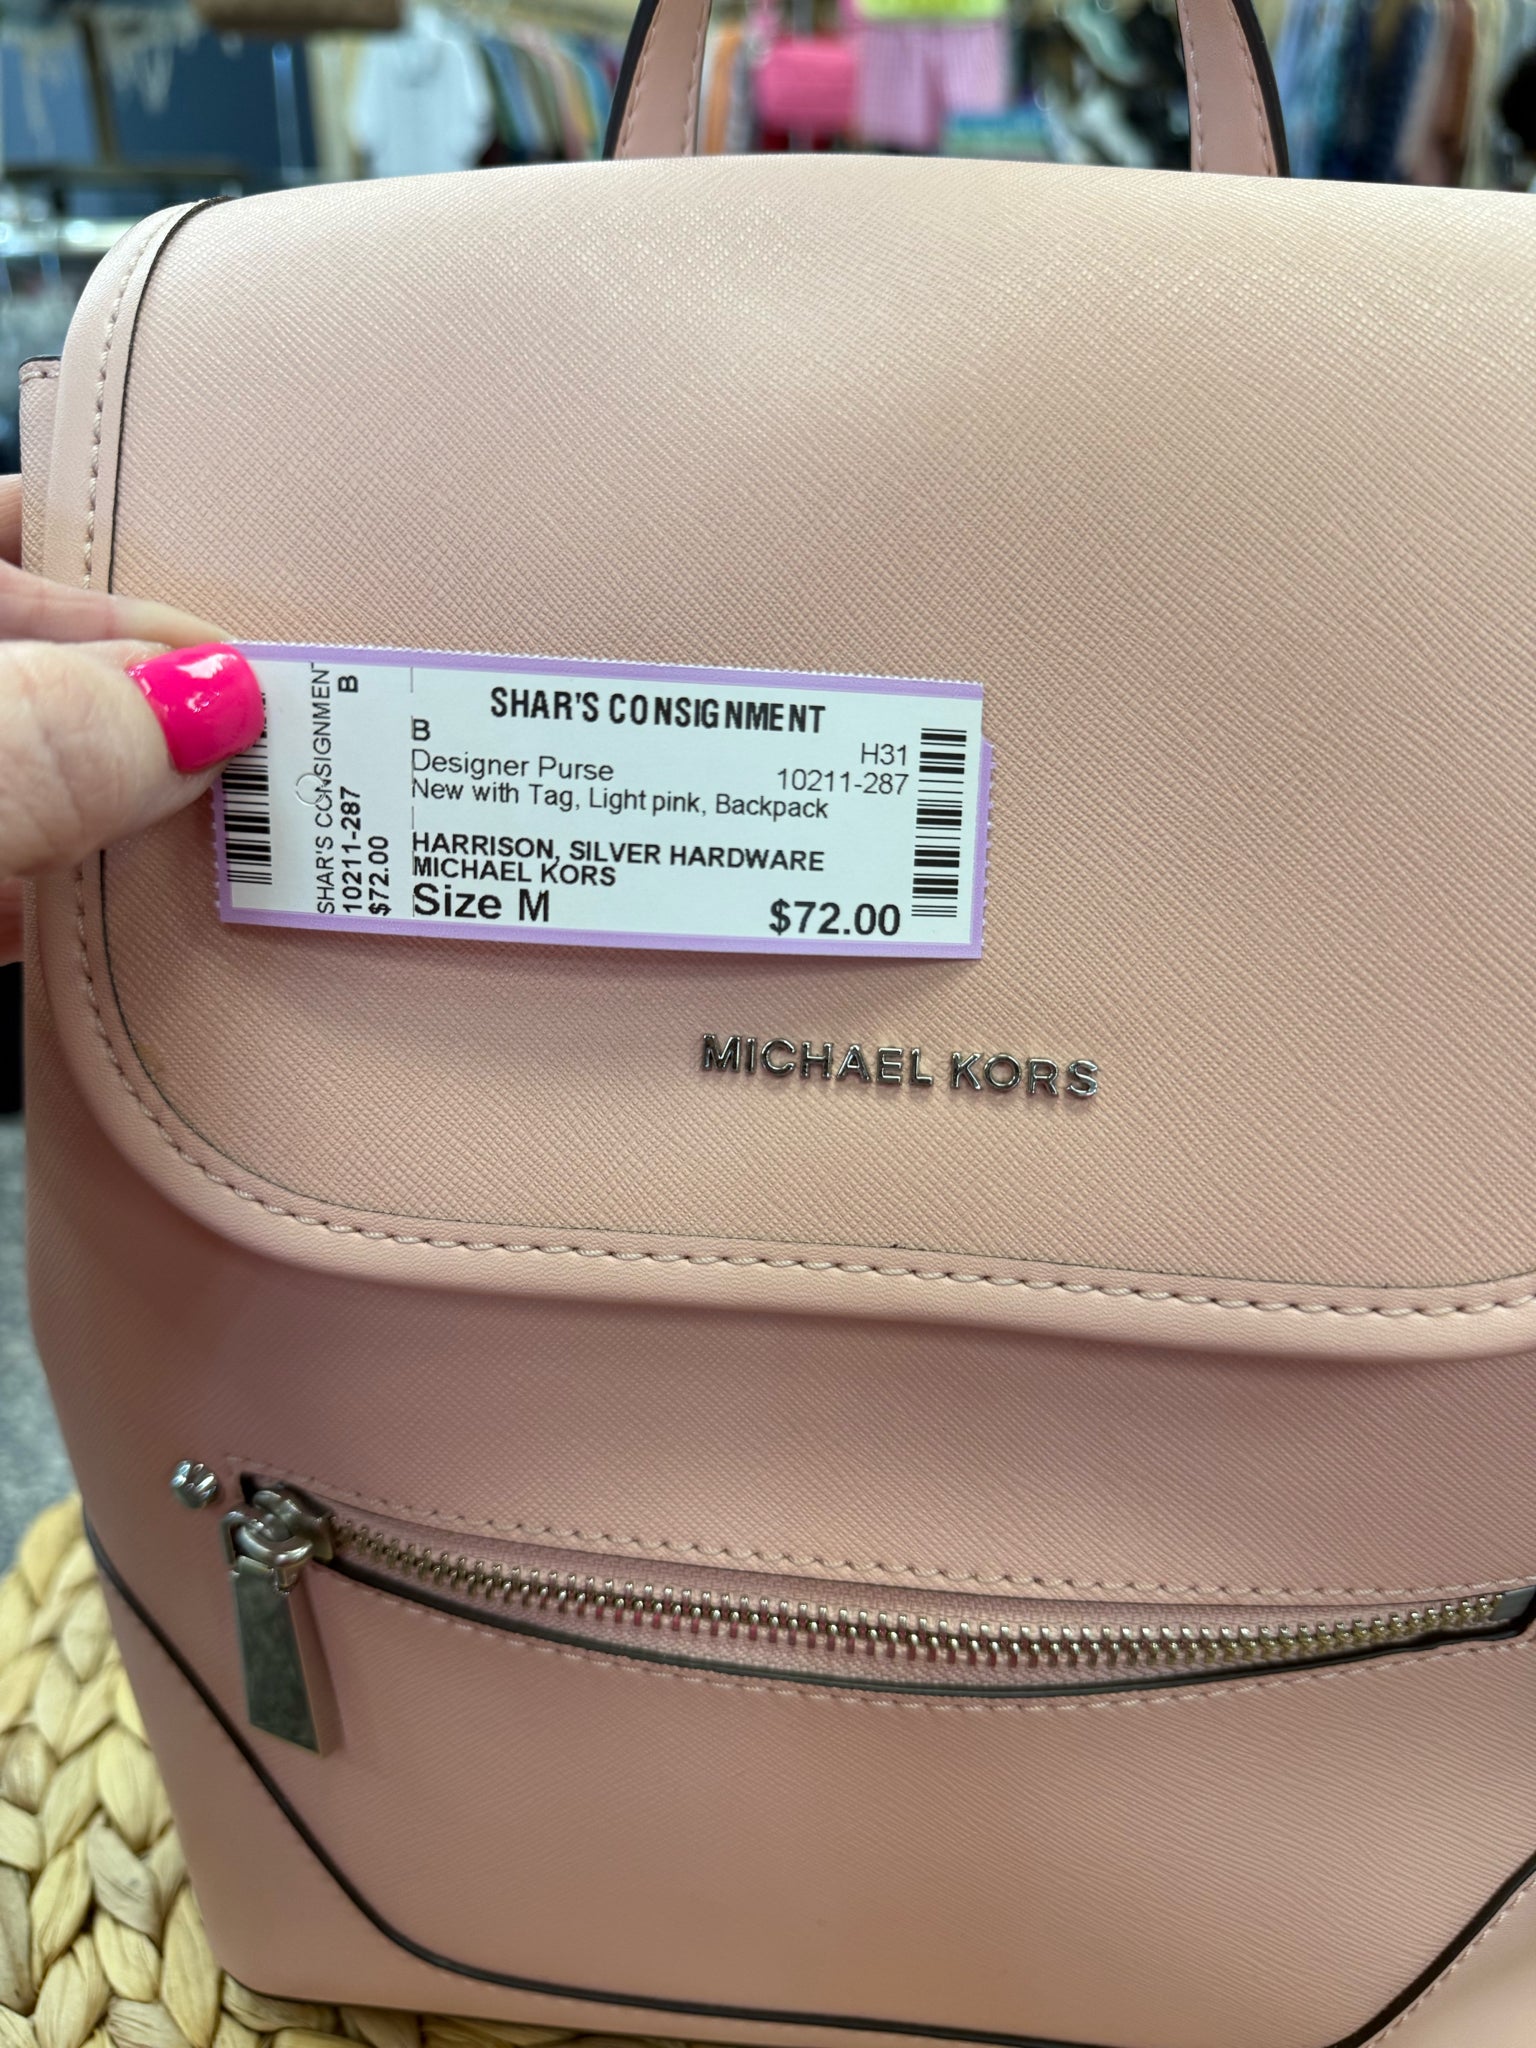 SHAR'S CONSIGNMENT
B
10211-287
$72.00
SHAR'S CONSIGNMENT
B
H31
Designer Purse
10211-287
New with Tag, Light pink, Backpack
HARRISON, SILVER HARDWARE
MICHAEL KORS
Size M
$72.00
MICHAEL KORS